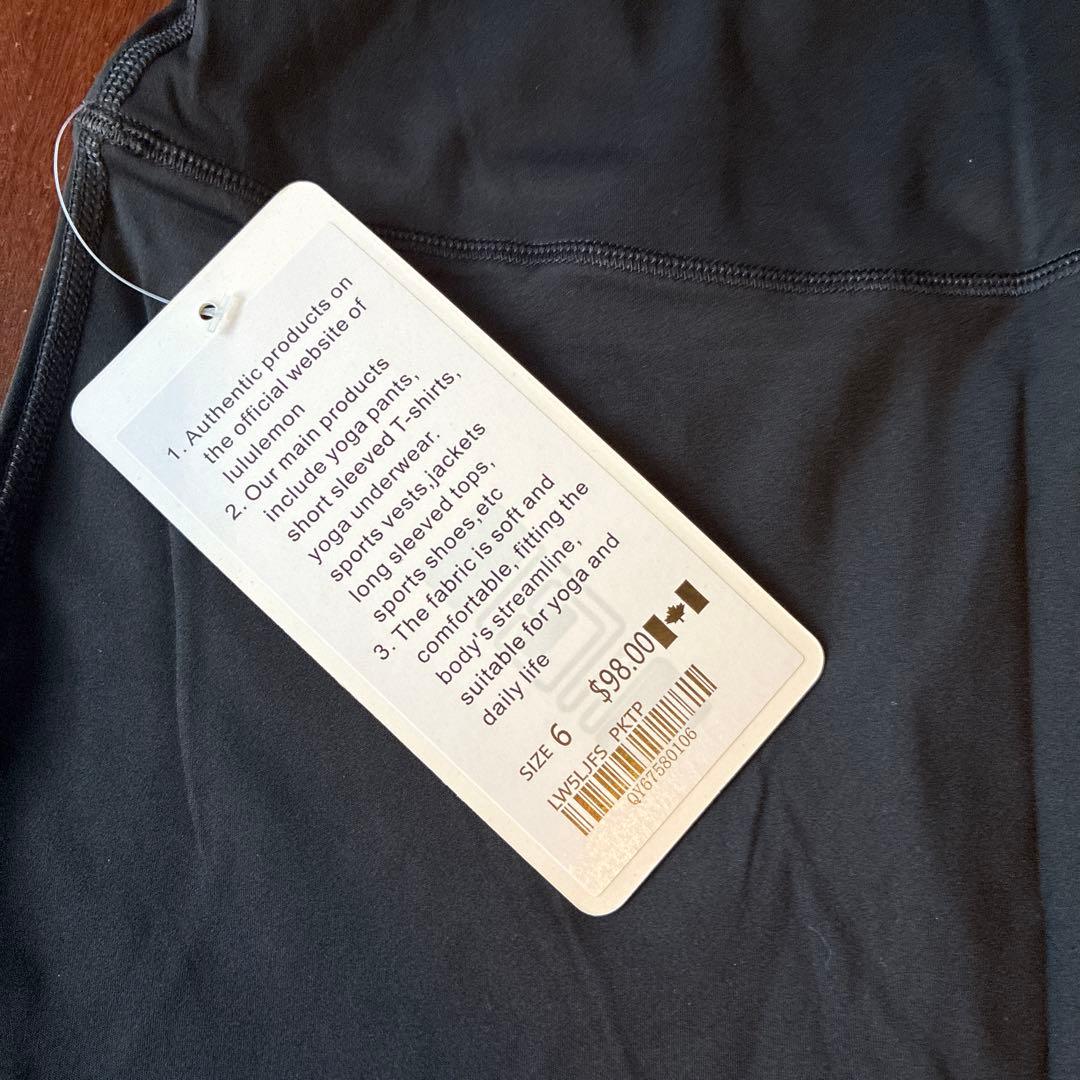 1. Authentic products on
the official website of
lululemon
2. Our main products
include yoga pants,
short sleeved T-shirts,
yoga underwear.
sports vests,jackets
long sleeved tops,
sports shoes,etc
3. The fabric is soft and
comfortable, fitting the
body's streamline,
suitable for yoga and
daily life
SIZE 6 $98.00
LW5LJFS PKTP
QY67580106